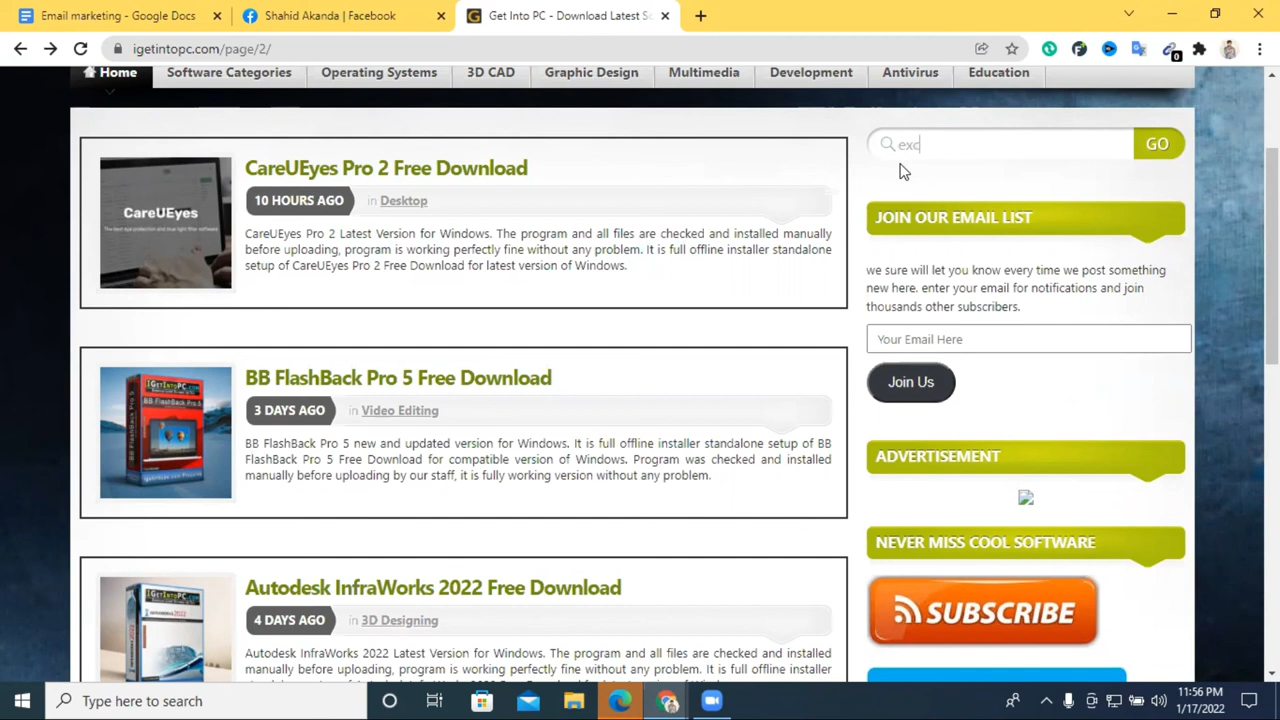 Email marketing - Google Docs
Shahid Akanda | Facebook
Get Into PC - Download Latest So
igetintopc.com/page/2/
0
Home
Software Categories
Operating Systems
3D CAD
Graphic Design
Multimedia
Development
Antivirus
Education
exc
GO
CareUEyes
CareUEyes Pro 2 Free Download
10 HOURS AGO
in Desktop
CareUEyes Pro 2 Latest Version for Windows. The program and all files are checked and installed manually
before uploading, program is working perfectly fine without any problem. It is full offline installer standalone
setup of CareUEyes Pro 2 Free Download for latest version of Windows.
JOIN OUR EMAIL LIST
we sure will let you know every time we post something
new here. enter your email for notifications and join
thousands other subscribers.
Your Email Here
Join Us
BB FlashBack Pro 5 Free Download
3 DAYS AGO
in Video Editing
BB FlashBack Pro 5 new and updated version for Windows. It is full offline installer standalone setup of BB
FlashBack Pro 5 Free Download for compatible version of Windows. Program was checked and installed
manually before uploading by our staff, it is fully working version without any problem.
IGETINTOPC.COM
BB FlashBack Pro 5
ADVERTISEMENT
NEVER MISS COOL SOFTWARE
SUBSCRIBE
Autodesk InfraWorks 2022 Free Download
4 DAYS AGO
in 3D Designing
Autodesk InfraWorks 2022 Latest Version for Windows. The program and all files are checked and installed
manually before uploading, program is working perfectly fine without any problem. It is full offline installer
IGETINTOPC.COM
Type here to search
11:56 PM
1/17/2022